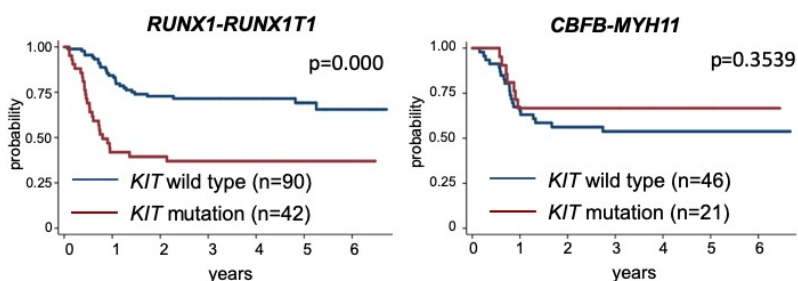 RUNX1-RUNX1T1
p=0.000
probability
1.00
0.75
0.50
0.25
0
KIT wild type (n=90)
KIT mutation (n=42)
0 1 2 3 4 5 6
years
CBFB-MYH11
p=0.3539
probability
1.00
0.75
0.50
0.25
0
KIT wild type (n=46)
KIT mutation (n=21)
0 1 2 3 4 5 6
years